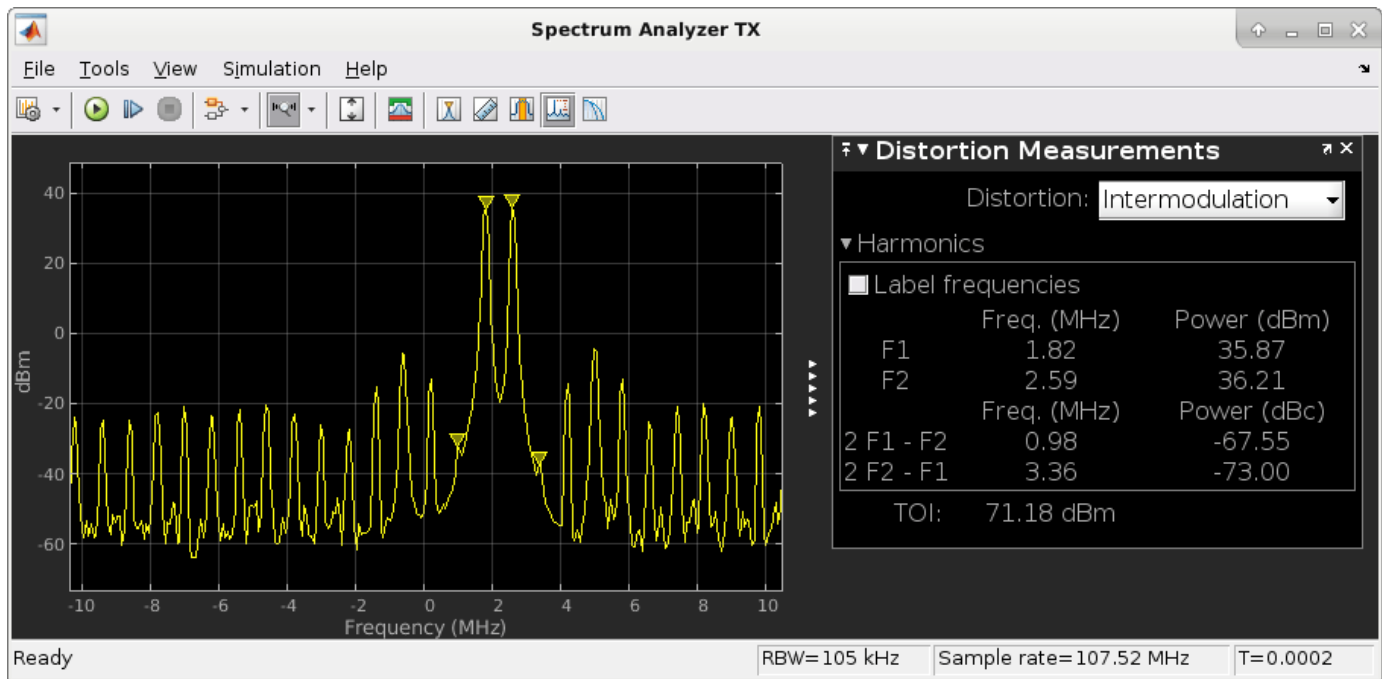 Spectrum Analyzer TX
File Tools View Simulation Help
Distortion Measurements
Distortion: Intermodulation
Harmonics
Label frequencies
Freq. (MHz) Power (dBm)
F1 1.82 35.87
F2 2.59 36.21
Freq. (MHz) Power (dBc)
2 F1 - F2 0.98 -67.55
2 F2 - F1 3.36 -73.00
TOI: 71.18 dBm
40
20
0
-20
-40
-60
dBm
-10 -8 -6 -4 -2 0 2 4 6 8 10
Frequency (MHz)
Ready RBW=105 kHz Sample rate=107.52 MHz T=0.0002